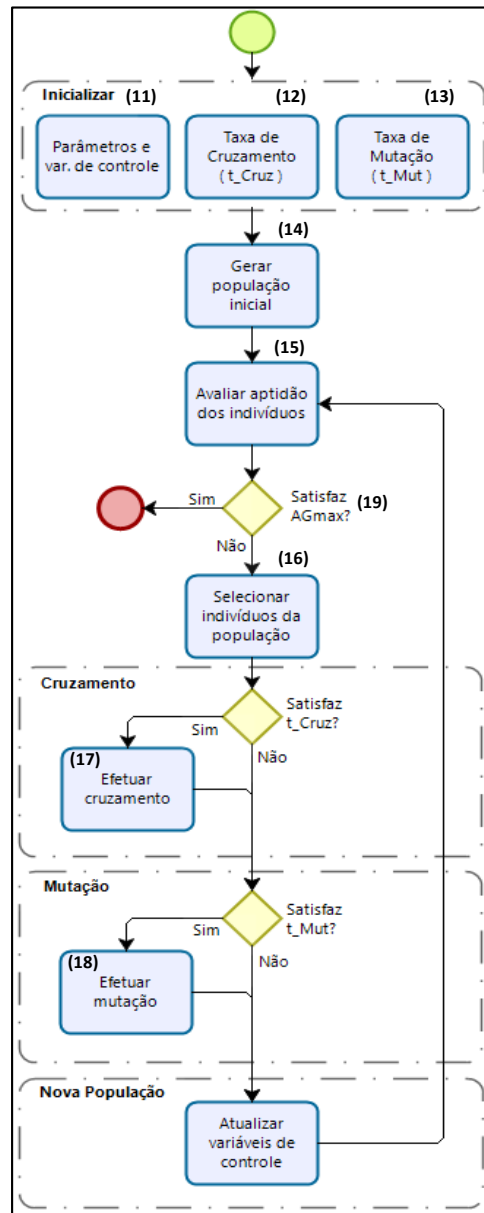 Inicializar
(11)
(12)
(13)
Parâmetros e
var. de controle
Taxa de
Cruzamento
( t_Cruz )
Taxa de
Mutação
( t_Mut )
(14)
Gerar
população
inicial
(15)
Avaliar aptidão
dos indivíduos
Sim
Satisfaz
AGmax?
(19)
Não
(16)
Selecionar
indivíduos da
população
Cruzamento
Satisfaz
t_Cruz?
Sim
Não
(17)
Efetuar
cruzamento
Mutação
Satisfaz
t_Mut?
Sim
Não
(18)
Efetuar
mutação
Nova População
Atualizar
variáveis de
controle